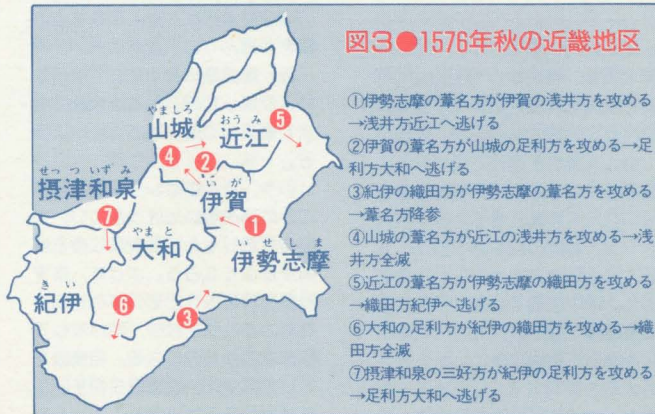 図3●1576年秋の近畿地区
①伊勢志摩の葦名方が伊賀の浅井方を攻める
→浅井方近江へ逃げる
②伊賀の葦名方が山城の足利方を攻める→足
利方大和へ逃げる
③紀伊の織田方が伊勢志摩の葦名方を攻める
→葦名方降参
④山城の葦名方が近江の浅井方を攻める→浅
井方全滅
⑤近江の葦名方が伊勢志摩の織田方を攻める
→織田方紀伊へ逃げる
⑥大和の足利方が紀伊の織田方を攻める→織
田方全滅
⑦摂津和泉の三好方が紀伊の足利方を攻める
→足利方大和へ逃げる
やましろ
山城
おうみ
近江
⑤
④
②
せっついずみ
摂津和泉
いが
伊賀
⑦
①
やまと
大和
いせしま
伊勢志摩
きい
紀伊
⑥
③